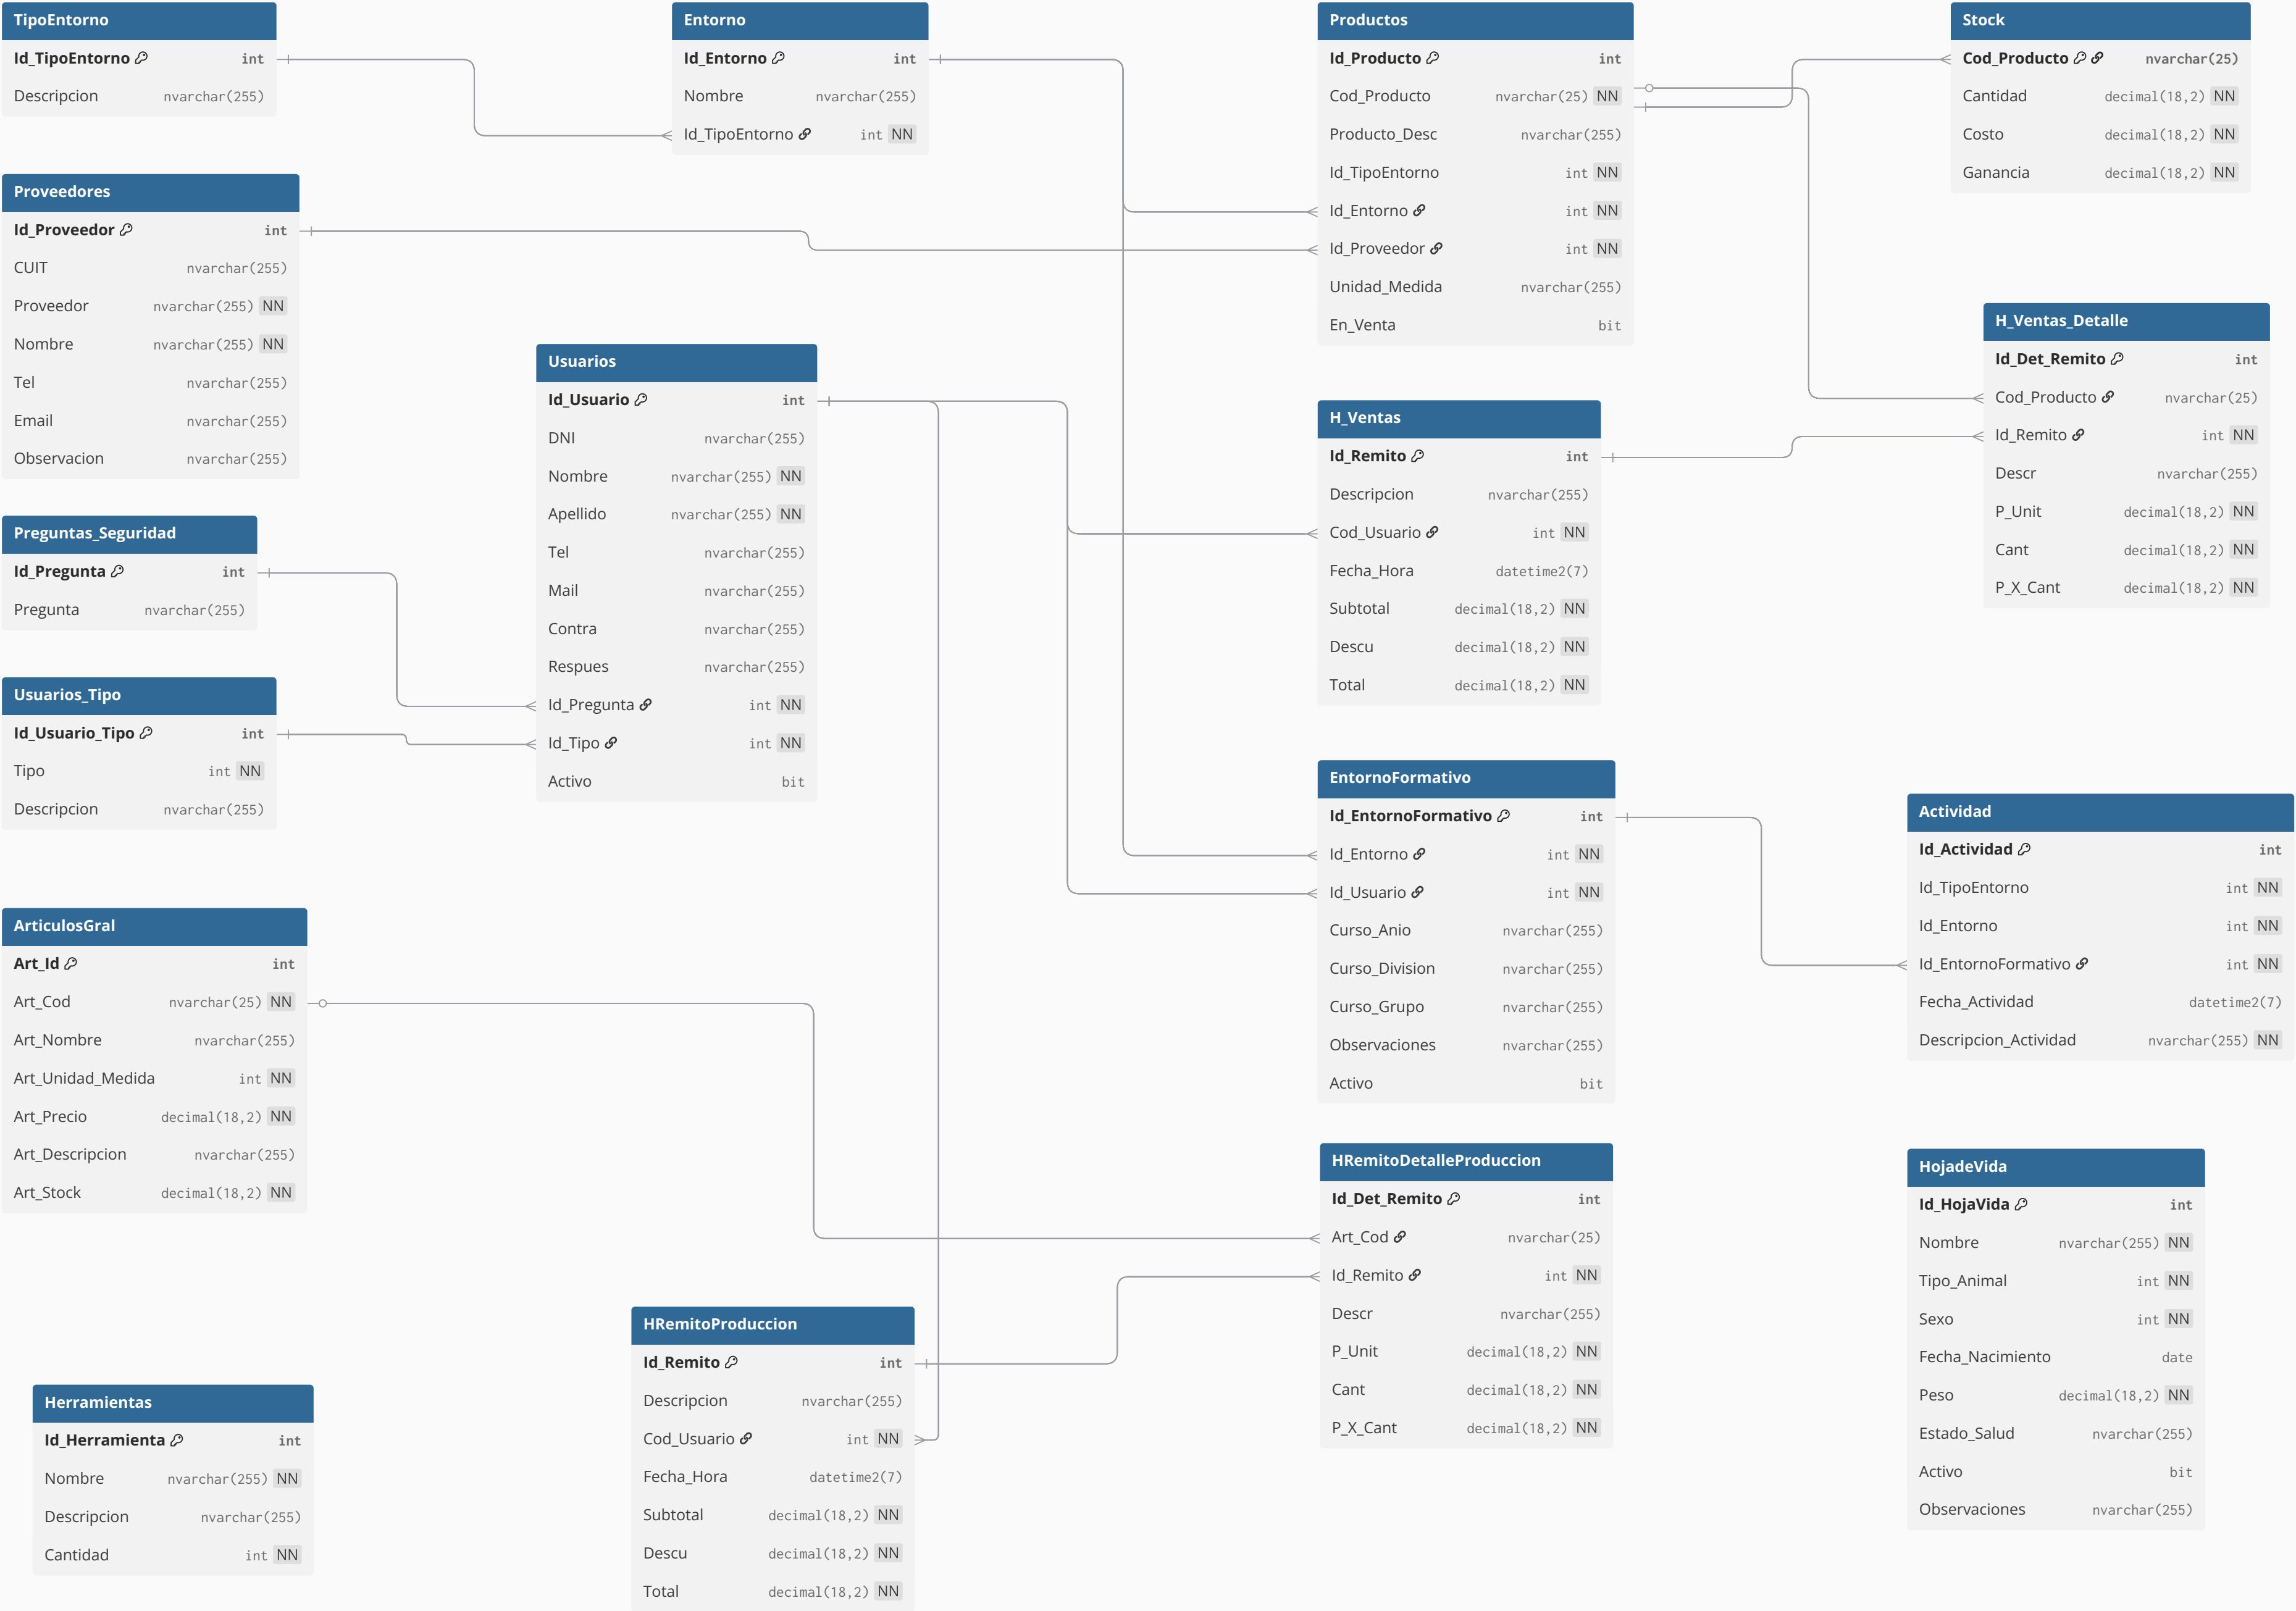 TipoEntorno
Id_TipoEntorno int
Descripcion nvarchar(255)
Entorno
Id_Entorno int
Nombre nvarchar(255)
Id_TipoEntorno int NN
Productos
Id_Producto int
Cod_Producto nvarchar(25) NN
Producto_Desc nvarchar(255)
Id_TipoEntorno int NN
Id_Entorno int NN
Id_Proveedor int NN
Unidad_Medida nvarchar(255)
En_Venta bit
Stock
Cod_Producto nvarchar(25)
Cantidad decimal(18,2) NN
Costo decimal(18,2) NN
Ganancia decimal(18,2) NN
Proveedores
Id_Proveedor int
CUIT nvarchar(255)
Proveedor nvarchar(255) NN
Nombre nvarchar(255) NN
Tel nvarchar(255)
Email nvarchar(255)
Observacion nvarchar(255)
Usuarios
Id_Usuario int
DNI nvarchar(255)
Nombre nvarchar(255) NN
Apellido nvarchar(255) NN
Tel nvarchar(255)
Mail nvarchar(255)
Contra nvarchar(255)
Respues nvarchar(255)
Id_Pregunta int NN
Id_Tipo int NN
Activo bit
H_Ventas_Detalle
Id_Det_Remito int
Cod_Producto nvarchar(25)
Id_Remito int NN
Descr nvarchar(255)
P_Unit decimal(18,2) NN
Cant decimal(18,2) NN
P_X_Cant decimal(18,2) NN
H_Ventas
Id_Remito int
Descripcion nvarchar(255)
Cod_Usuario int NN
Fecha_Hora datetime2(7)
Subtotal decimal(18,2) NN
Descu decimal(18,2) NN
Total decimal(18,2) NN
Preguntas_Seguridad
Id_Pregunta int
Pregunta nvarchar(255)
Usuarios_Tipo
Id_Usuario_Tipo int
Tipo int NN
Descripcion nvarchar(255)
EntornoFormativo
Id_EntornoFormativo int
Id_Entorno int NN
Id_Usuario int NN
Curso_Anio nvarchar(255)
Curso_Division nvarchar(255)
Curso_Grupo nvarchar(255)
Observaciones nvarchar(255)
Activo bit
Actividad
Id_Actividad int
Id_TipoEntorno int NN
Id_Entorno int NN
Id_EntornoFormativo int NN
Fecha_Actividad datetime2(7)
Descripcion_Actividad nvarchar(255) NN
ArticulosGral
Art_Id int
Art_Cod nvarchar(25) NN
Art_Nombre nvarchar(255)
Art_Unidad_Medida int NN
Art_Precio decimal(18,2) NN
Art_Descripcion nvarchar(255)
Art_Stock decimal(18,2) NN
HRemitoDetalleProduccion
Id_Det_Remito int
Art_Cod nvarchar(25)
Id_Remito int NN
Descr nvarchar(255)
P_Unit decimal(18,2) NN
Cant decimal(18,2) NN
P_X_Cant decimal(18,2) NN
HojadeVida
Id_HojaVida int
Nombre nvarchar(255) NN
Tipo_Animal int NN
Sexo int NN
Fecha_Nacimiento date
Peso decimal(18,2) NN
Estado_Salud nvarchar(255)
Activo bit
Observaciones nvarchar(255)
HRemitoProduccion
Id_Remito int
Descripcion nvarchar(255)
Cod_Usuario int NN
Fecha_Hora datetime2(7)
Subtotal decimal(18,2) NN
Descu decimal(18,2) NN
Total decimal(18,2) NN
Herramientas
Id_Herramienta int
Nombre nvarchar(255) NN
Descripcion nvarchar(255)
Cantidad int NN